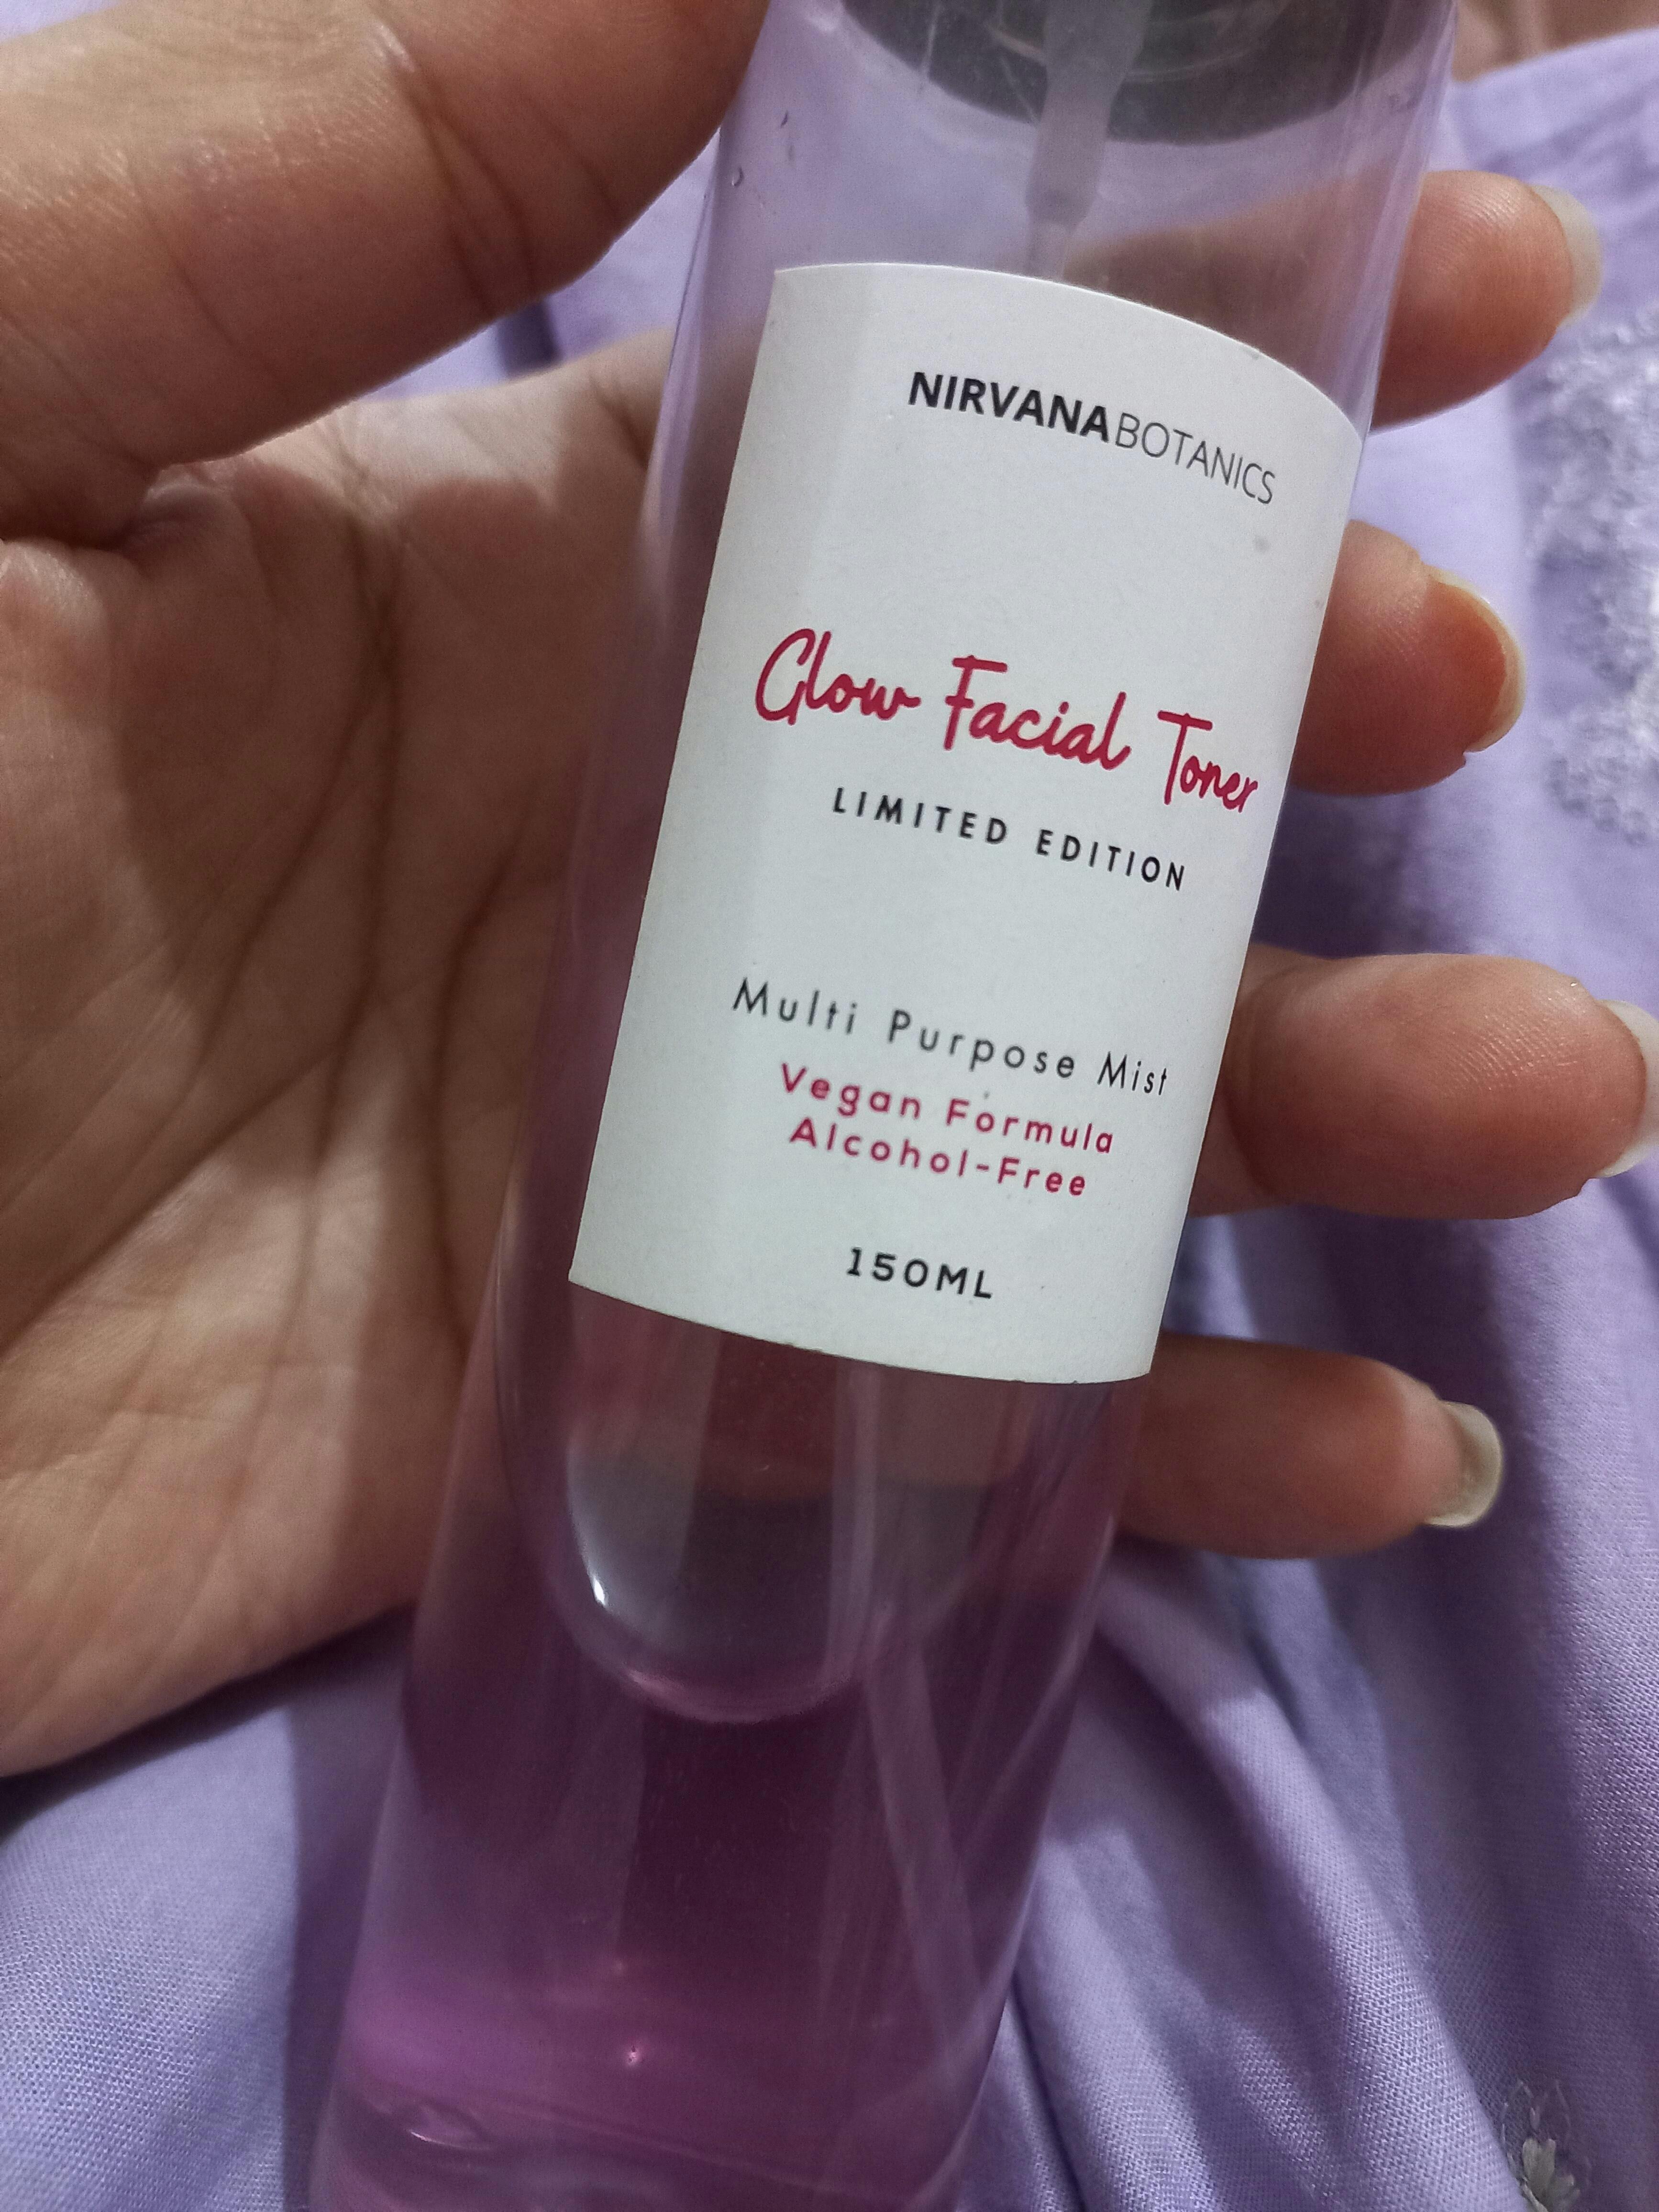 NIRVANABOTANICS
Glow Facial Toner
LIMITED EDITION
Multi Purpose Mist
Vegan Formula
Alcohol-Free
150ML